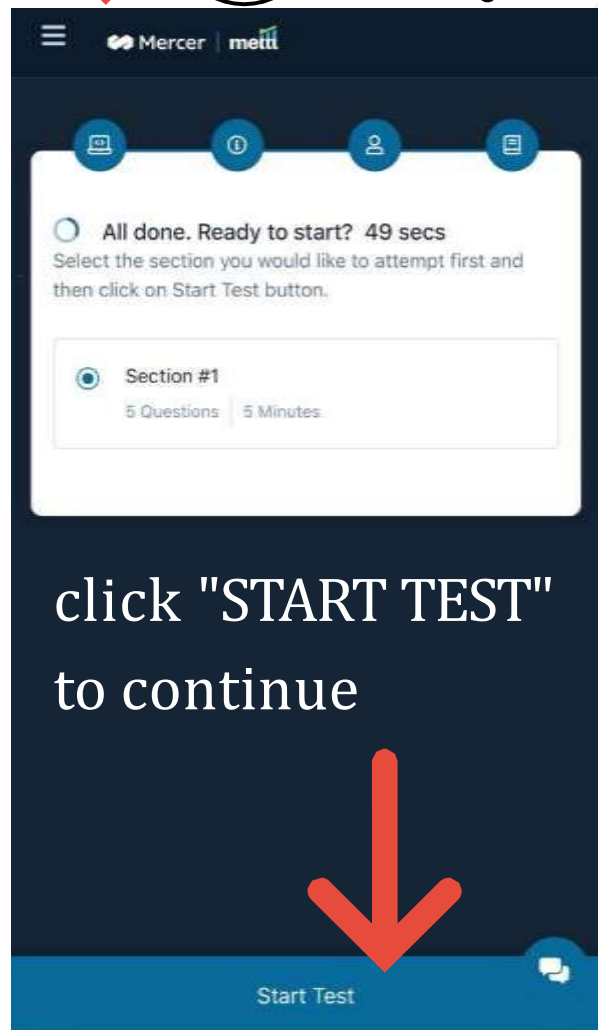 Mercer | mettl
All done. Ready to start? 49 secs
Select the section you would like to attempt first and
then click on Start Test button.
Section #1
5 Questions | 5 Minutes
click "START TEST"
to continue
Start Test